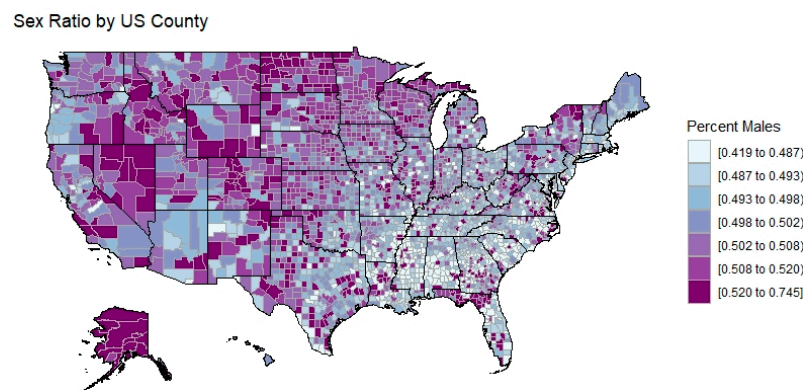 Sex Ratio by US County
Percent Males
[0.419 to 0.487)
[0.487 to 0.493)
[0.493 to 0.498)
[0.498 to 0.502)
[0.502 to 0.508)
[0.508 to 0.520)
[0.520 to 0.745]